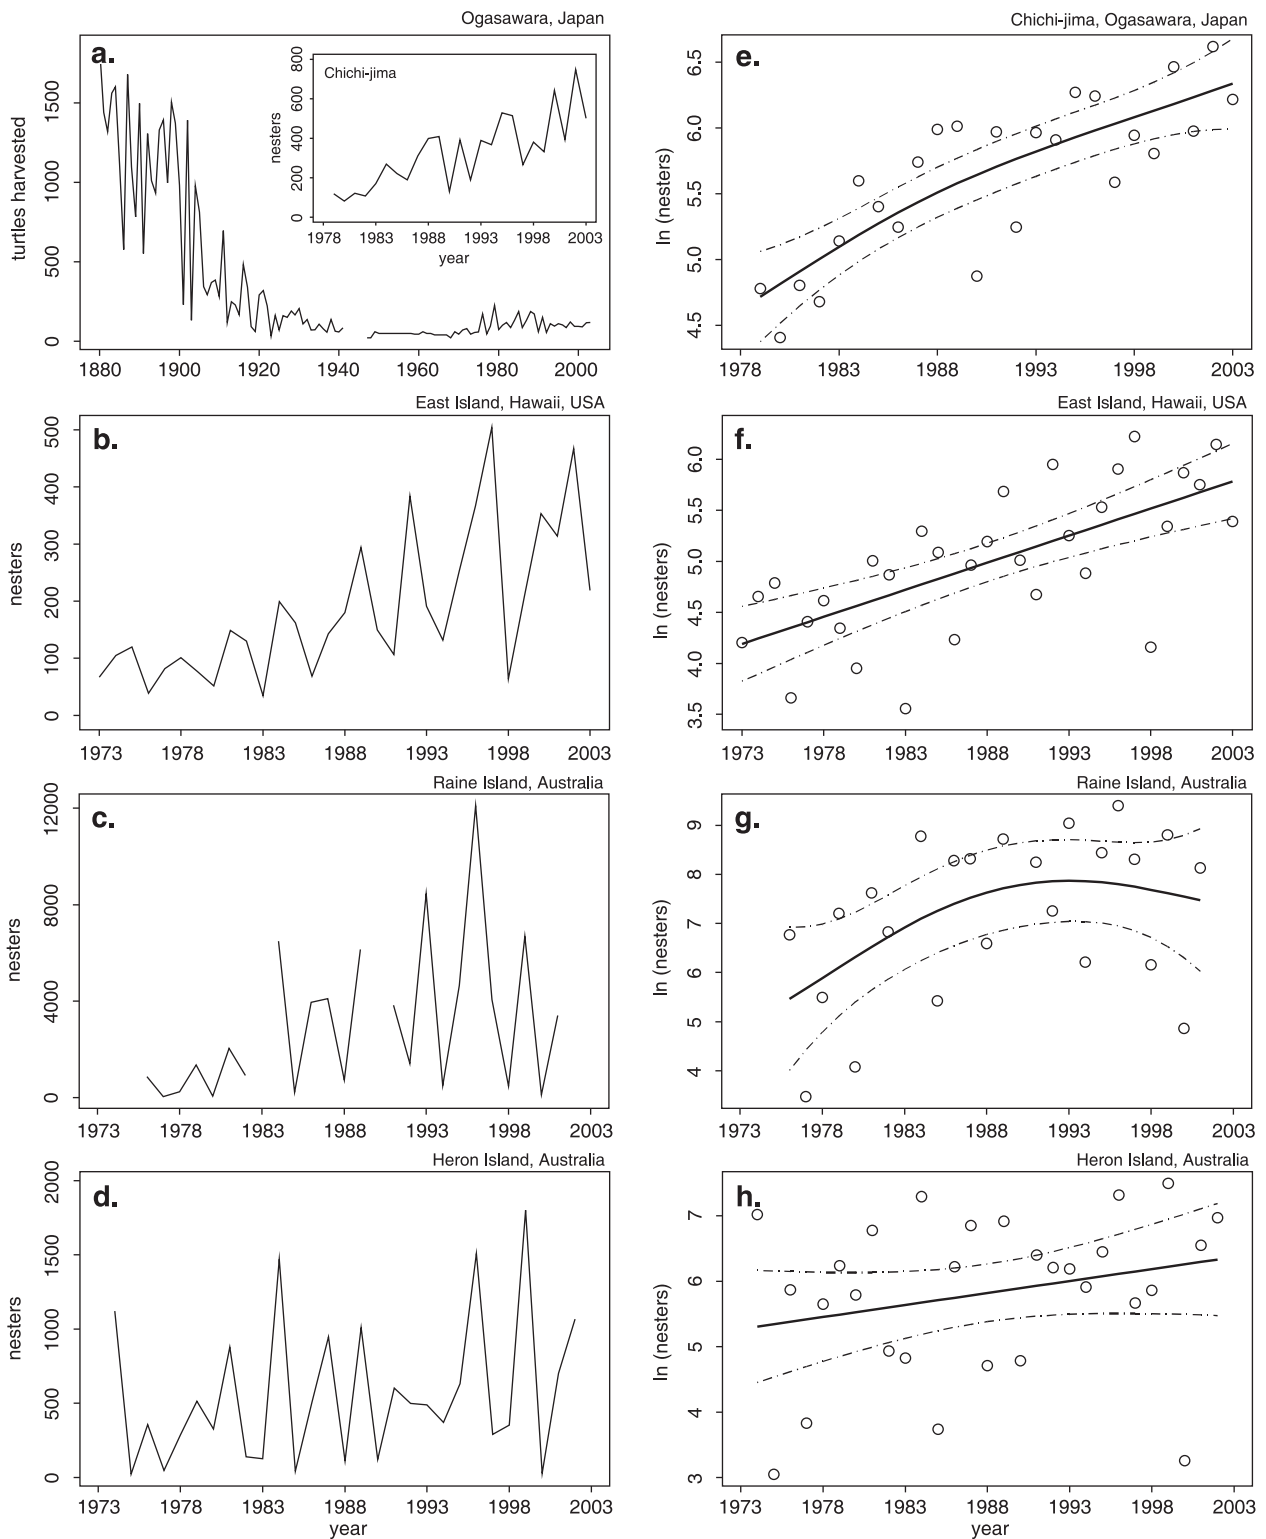 Ogasawara, Japan
a.
turtles harvested
0 500 1000 1500
1880 1900 1920 1940 1960 1980 2000
Chichi-jima
nesters
0 200 400 600 800
1978 1983 1988 1993 1998 2003
year
Chichi-jima, Ogasawara, Japan
e.
ln (nesters)
4.5 5.0 5.5 6.0 6.5
1978 1983 1988 1993 1998 2003
East Island, Hawaii, USA
b.
nesters
0 100 200 300 400 500
1973 1978 1983 1988 1993 1998 2003
East Island, Hawaii, USA
f.
ln (nesters)
3.5 4.0 4.5 5.0 5.5 6.0
1973 1978 1983 1988 1993 1998 2003
Raine Island, Australia
c.
nesters
0 4000 8000 12000
1973 1978 1983 1988 1993 1998 2003
Raine Island, Australia
g.
ln (nesters)
4 5 6 7 8 9
1973 1978 1983 1988 1993 1998 2003
Heron Island, Australia
d.
nesters
0 500 1000 1500 2000
1973 1978 1983 1988 1993 1998 2003
year
Heron Island, Australia
h.
ln (nesters)
3 4 5 6 7
1973 1978 1983 1988 1993 1998 2003
year